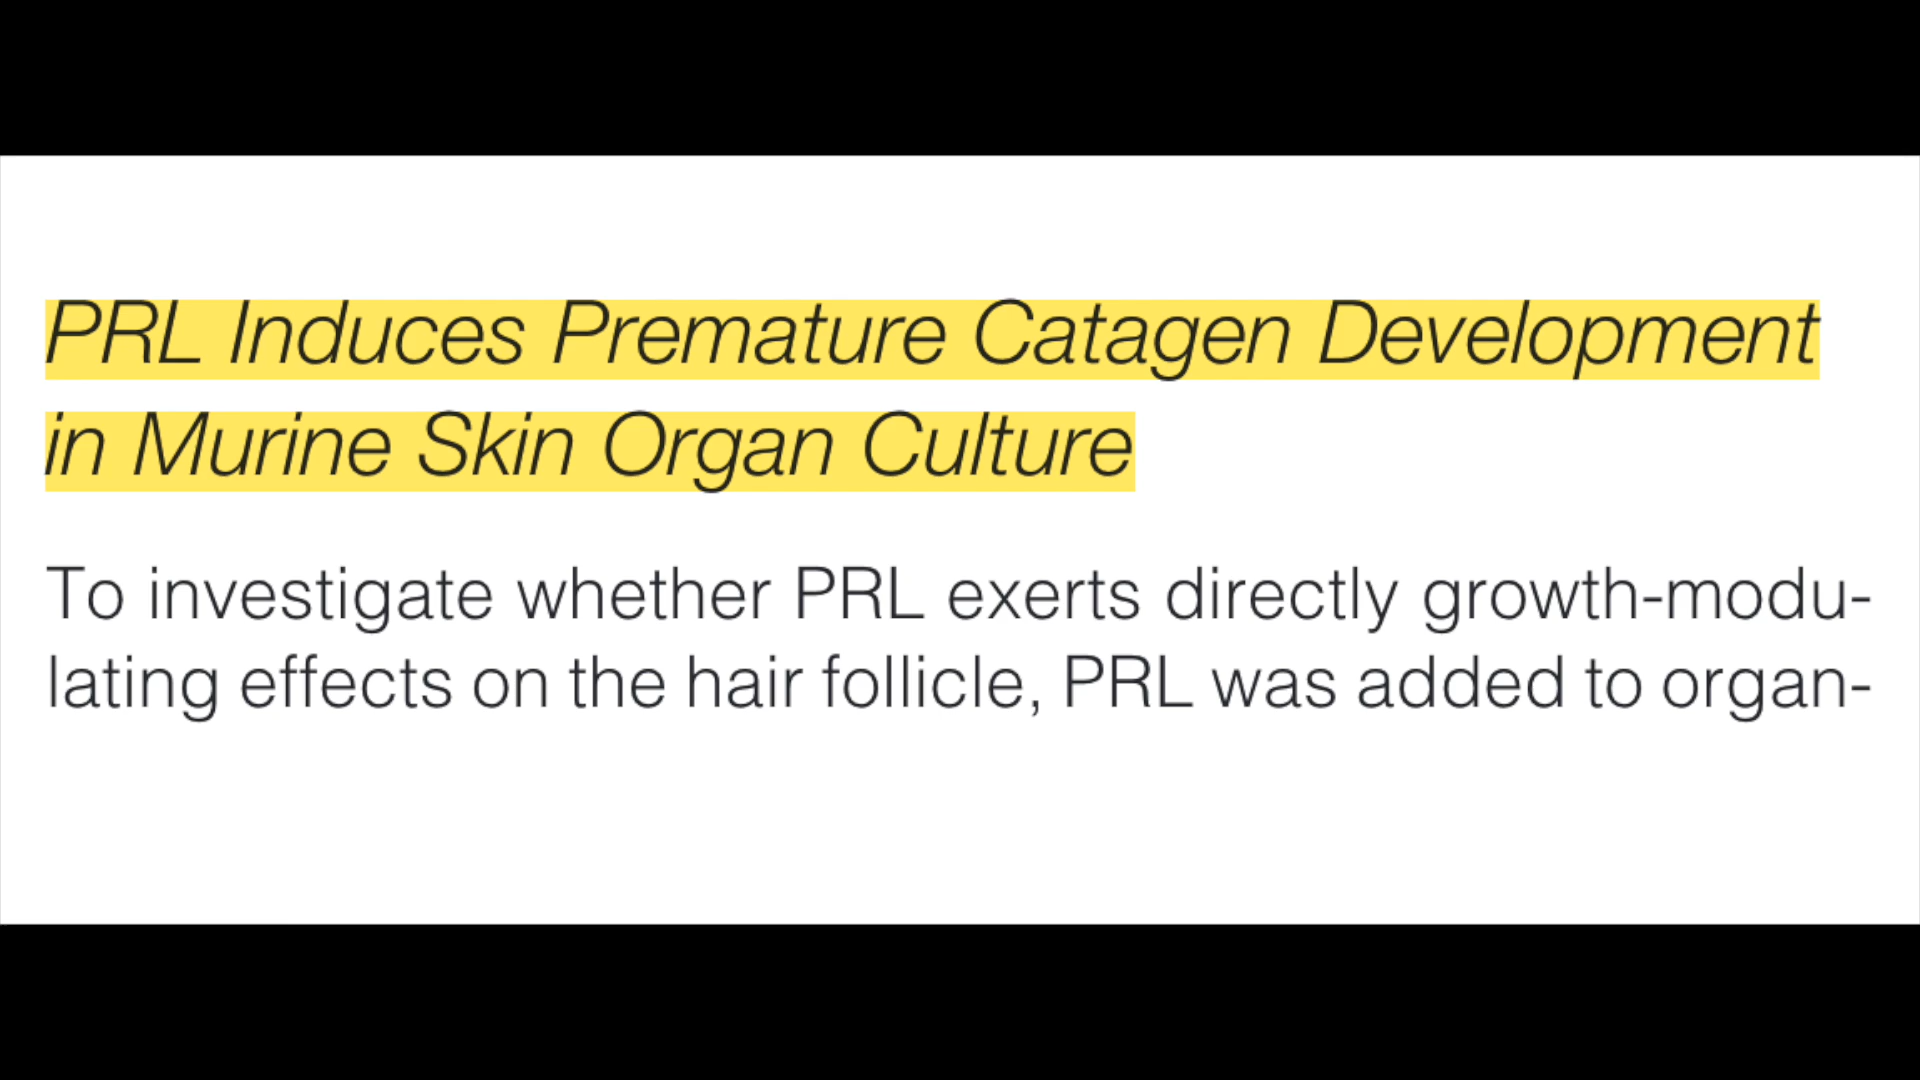 PRL Induces Premature Catagen Development
in Murine Skin Organ Culture
To investigate whether PRL exerts directly growth-modu-
lating effects on the hair follicle, PRL was added to organ-